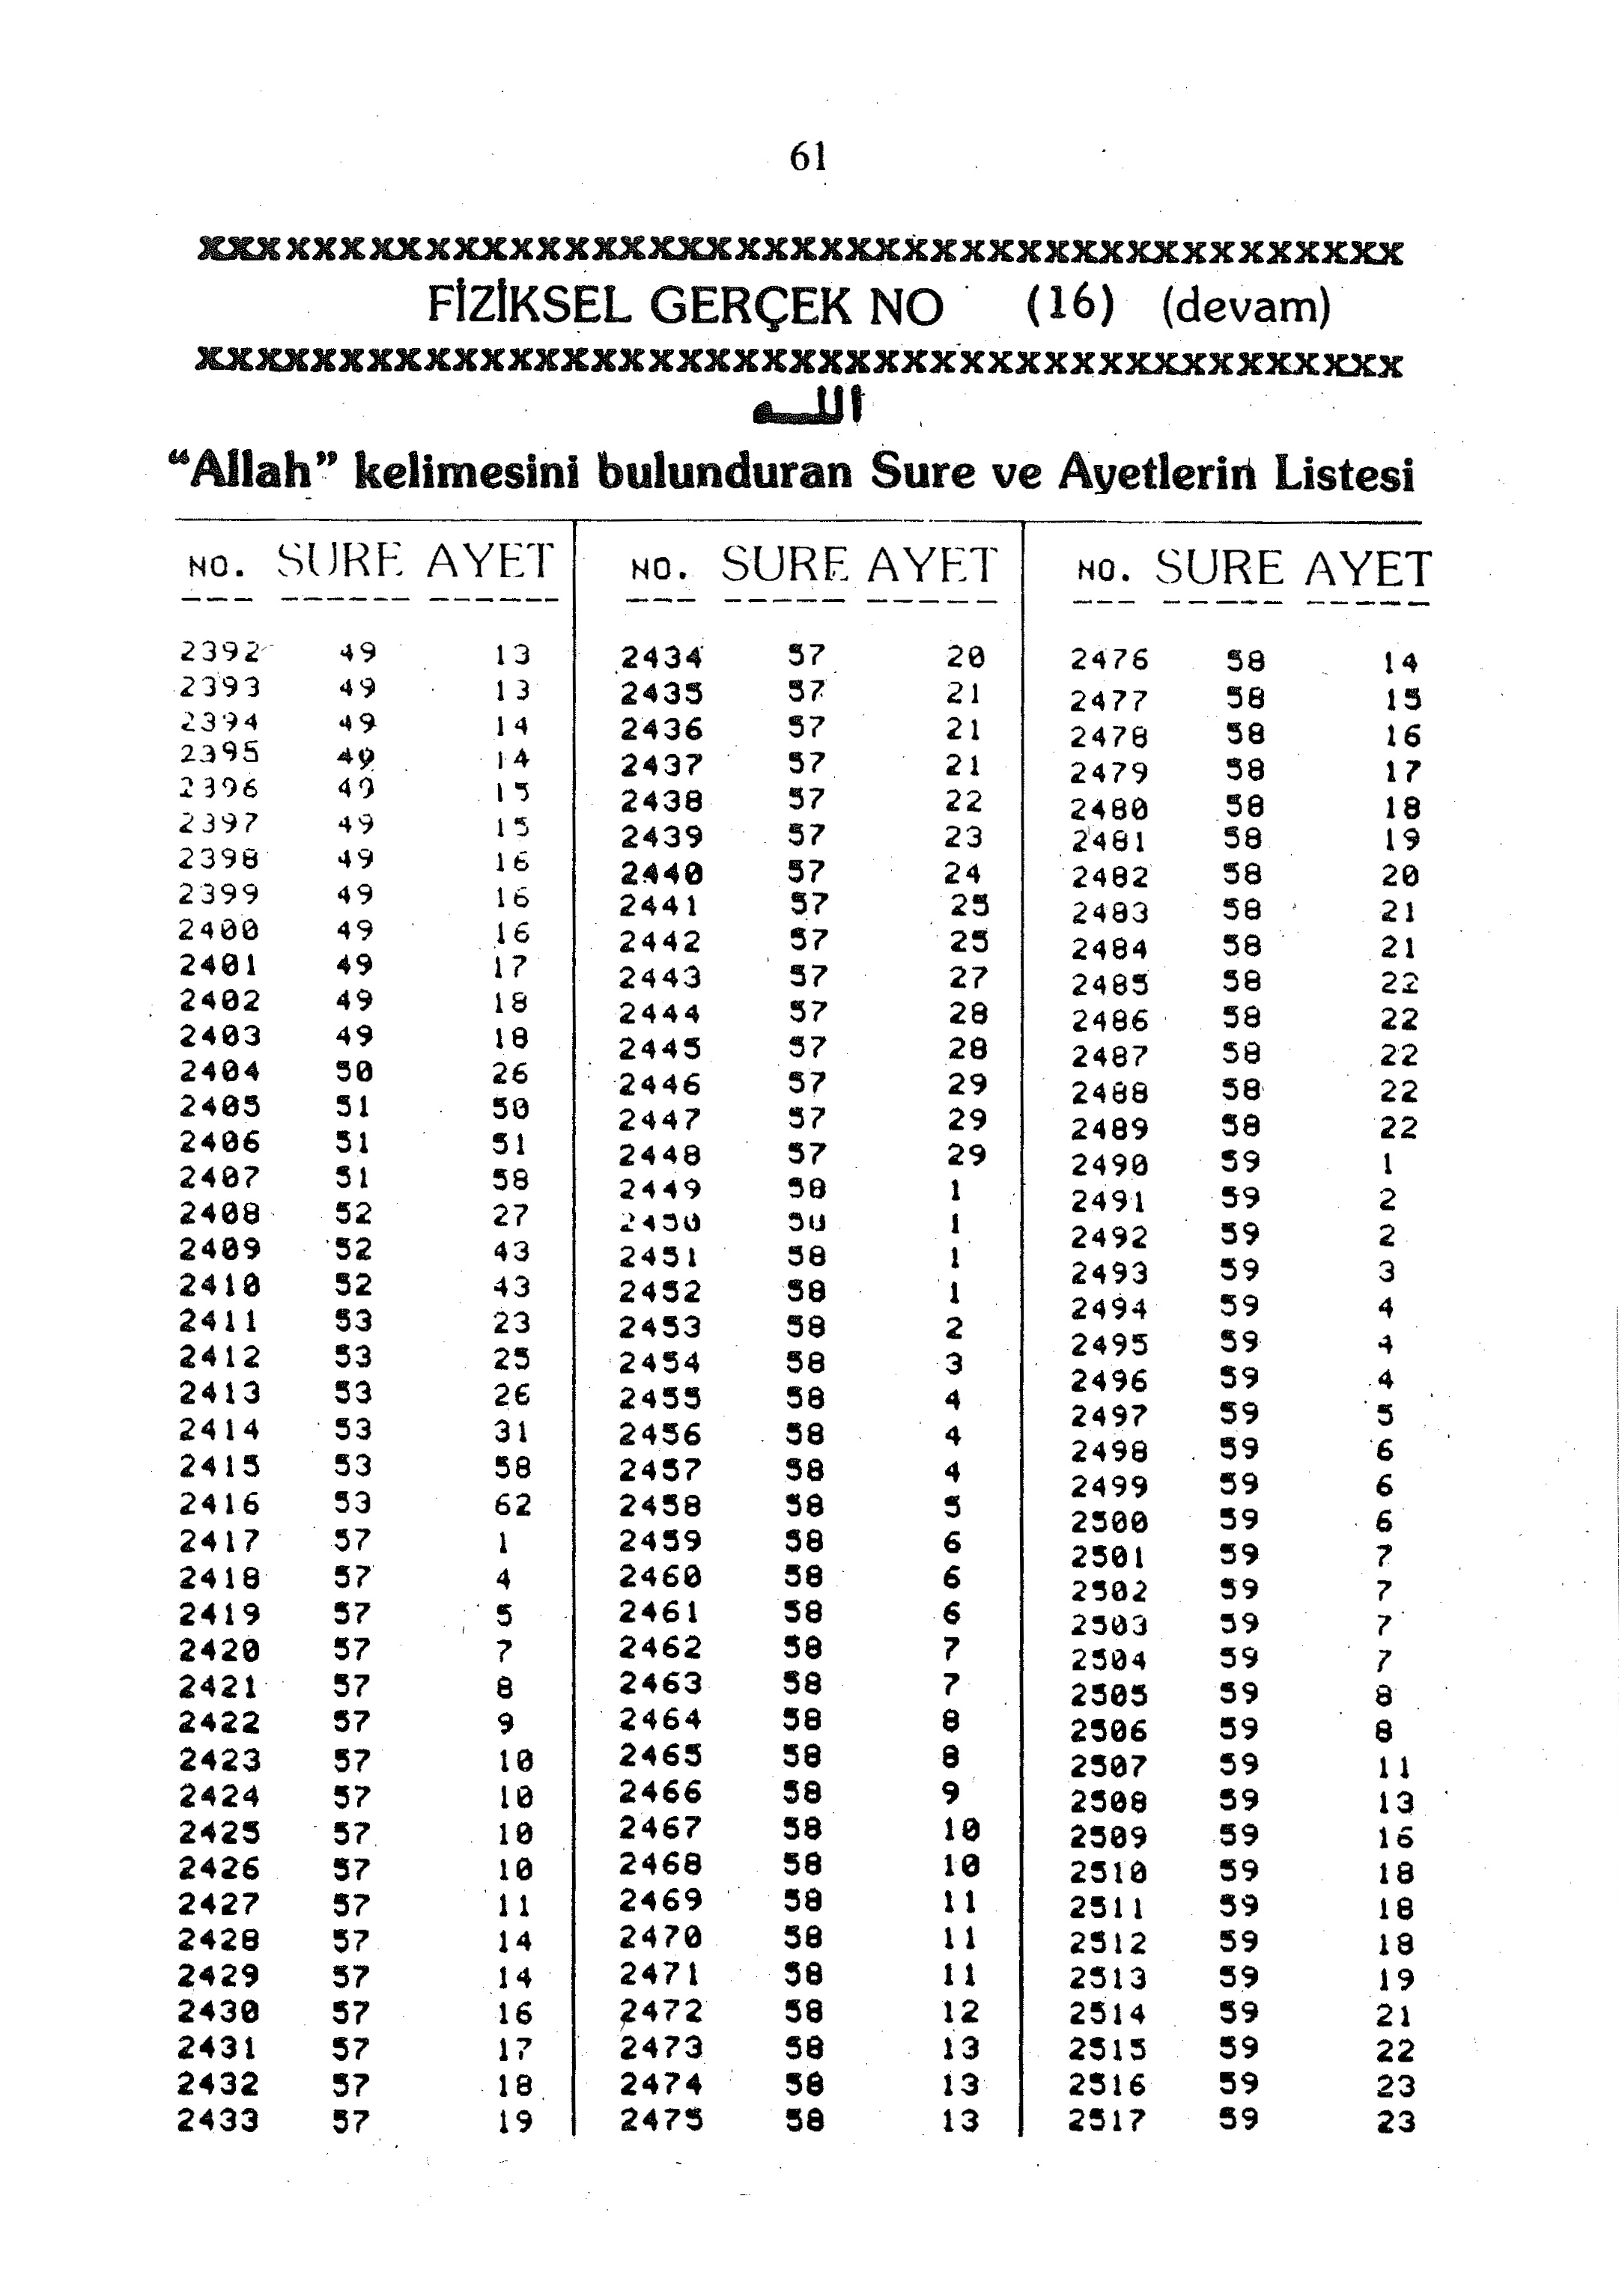 61
xxxxxxxxxxxxxxxxxxxxxxxxxxxxxxxxxxxxxxxxxxx
FİZİKSEL GERÇEK NO (16) (devam)
xxxxxxxxxxxxxxxxxxxxxxxxxxxxxxxxxxxxxxxxxxx
الله
“Allah” kelimesini bulunduran Sure ve Ayetlerin Listesi
NO. SURE AYET NO. SURE AYET NO. SURE AYET
2392 49 13 2434 57 20 2476 58 14
2393 49 13 2435 57 21 2477 58 15
2394 49 14 2436 57 21 2478 58 16
2395 49 14 2437 57 21 2479 58 17
2396 49 15 2438 57 22 2480 58 18
2397 49 15 2439 57 23 2481 58 19
2398 49 16 2440 57 24 2482 58 20
2399 49 16 2441 57 25 2483 58 21
2400 49 16 2442 57 25 2484 58 21
2401 49 17 2443 57 27 2485 58 22
2402 49 18 2444 57 28 2486 58 22
2403 49 18 2445 57 28 2487 58 22
2404 50 26 2446 57 29 2488 58 22
2405 51 50 2447 57 29 2489 58 22
2406 51 51 2448 57 29 2490 59 1
2407 51 58 2449 58 1 2491 59 2
2408 52 27 2450 58 1 2492 59 2
2409 52 43 2451 58 1 2493 59 3
2410 52 43 2452 58 1 2494 59 4
2411 53 23 2453 58 2 2495 59 4
2412 53 25 2454 58 3 2496 59 4
2413 53 26 2455 58 4 2497 59 5
2414 53 31 2456 58 4 2498 59 6
2415 53 58 2457 58 4 2499 59 6
2416 53 62 2458 58 5 2500 59 6
2417 57 1 2459 58 6 2501 59 7
2418 57 4 2460 58 6 2502 59 7
2419 57 5 2461 58 6 2503 59 7
2420 57 7 2462 58 7 2504 59 7
2421 57 8 2463 58 7 2505 59 8
2422 57 9 2464 58 8 2506 59 8
2423 57 10 2465 58 8 2507 59 11
2424 57 10 2466 58 9 2508 59 13
2425 57 10 2467 58 10 2509 59 16
2426 57 10 2468 58 10 2510 59 18
2427 57 11 2469 58 11 2511 59 18
2428 57 14 2470 58 11 2512 59 18
2429 57 14 2471 58 11 2513 59 19
2430 57 16 2472 58 12 2514 59 21
2431 57 17 2473 58 13 2515 59 22
2432 57 18 2474 58 13 2516 59 23
2433 57 19 2475 58 13 2517 59 23